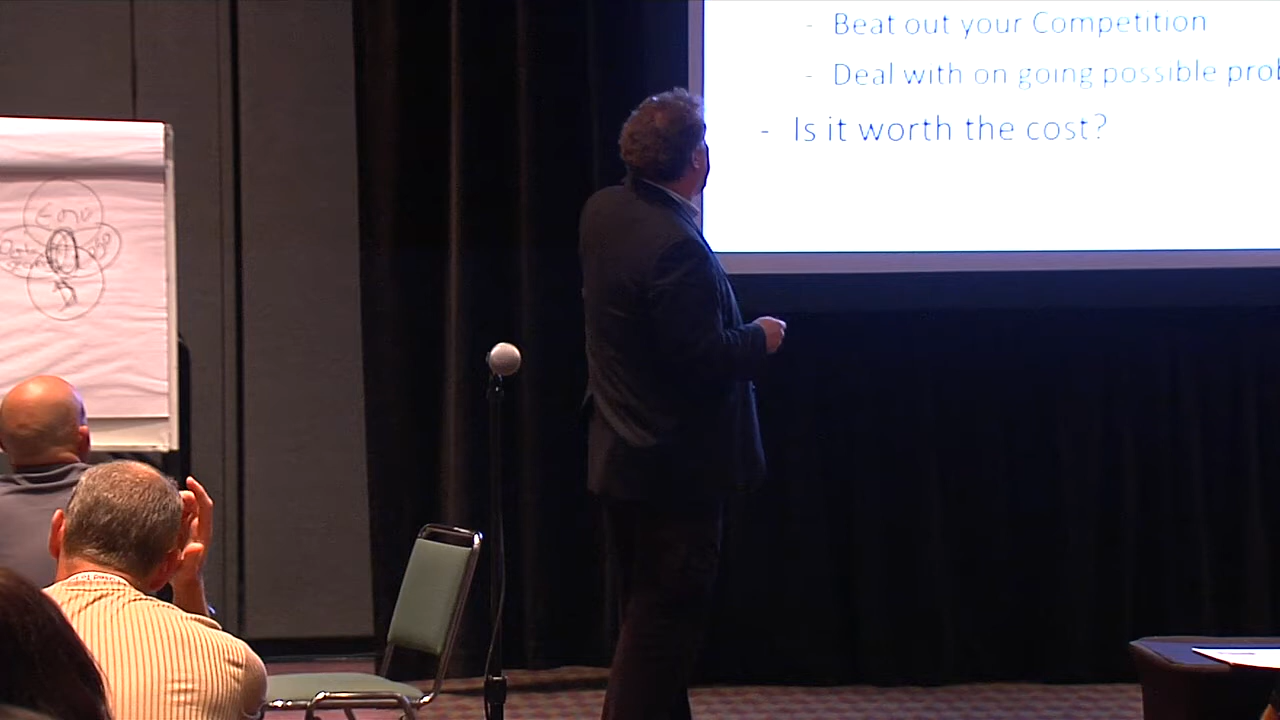 - Beat out your Competition
- Deal with on going possible prob
- Is it worth the cost?